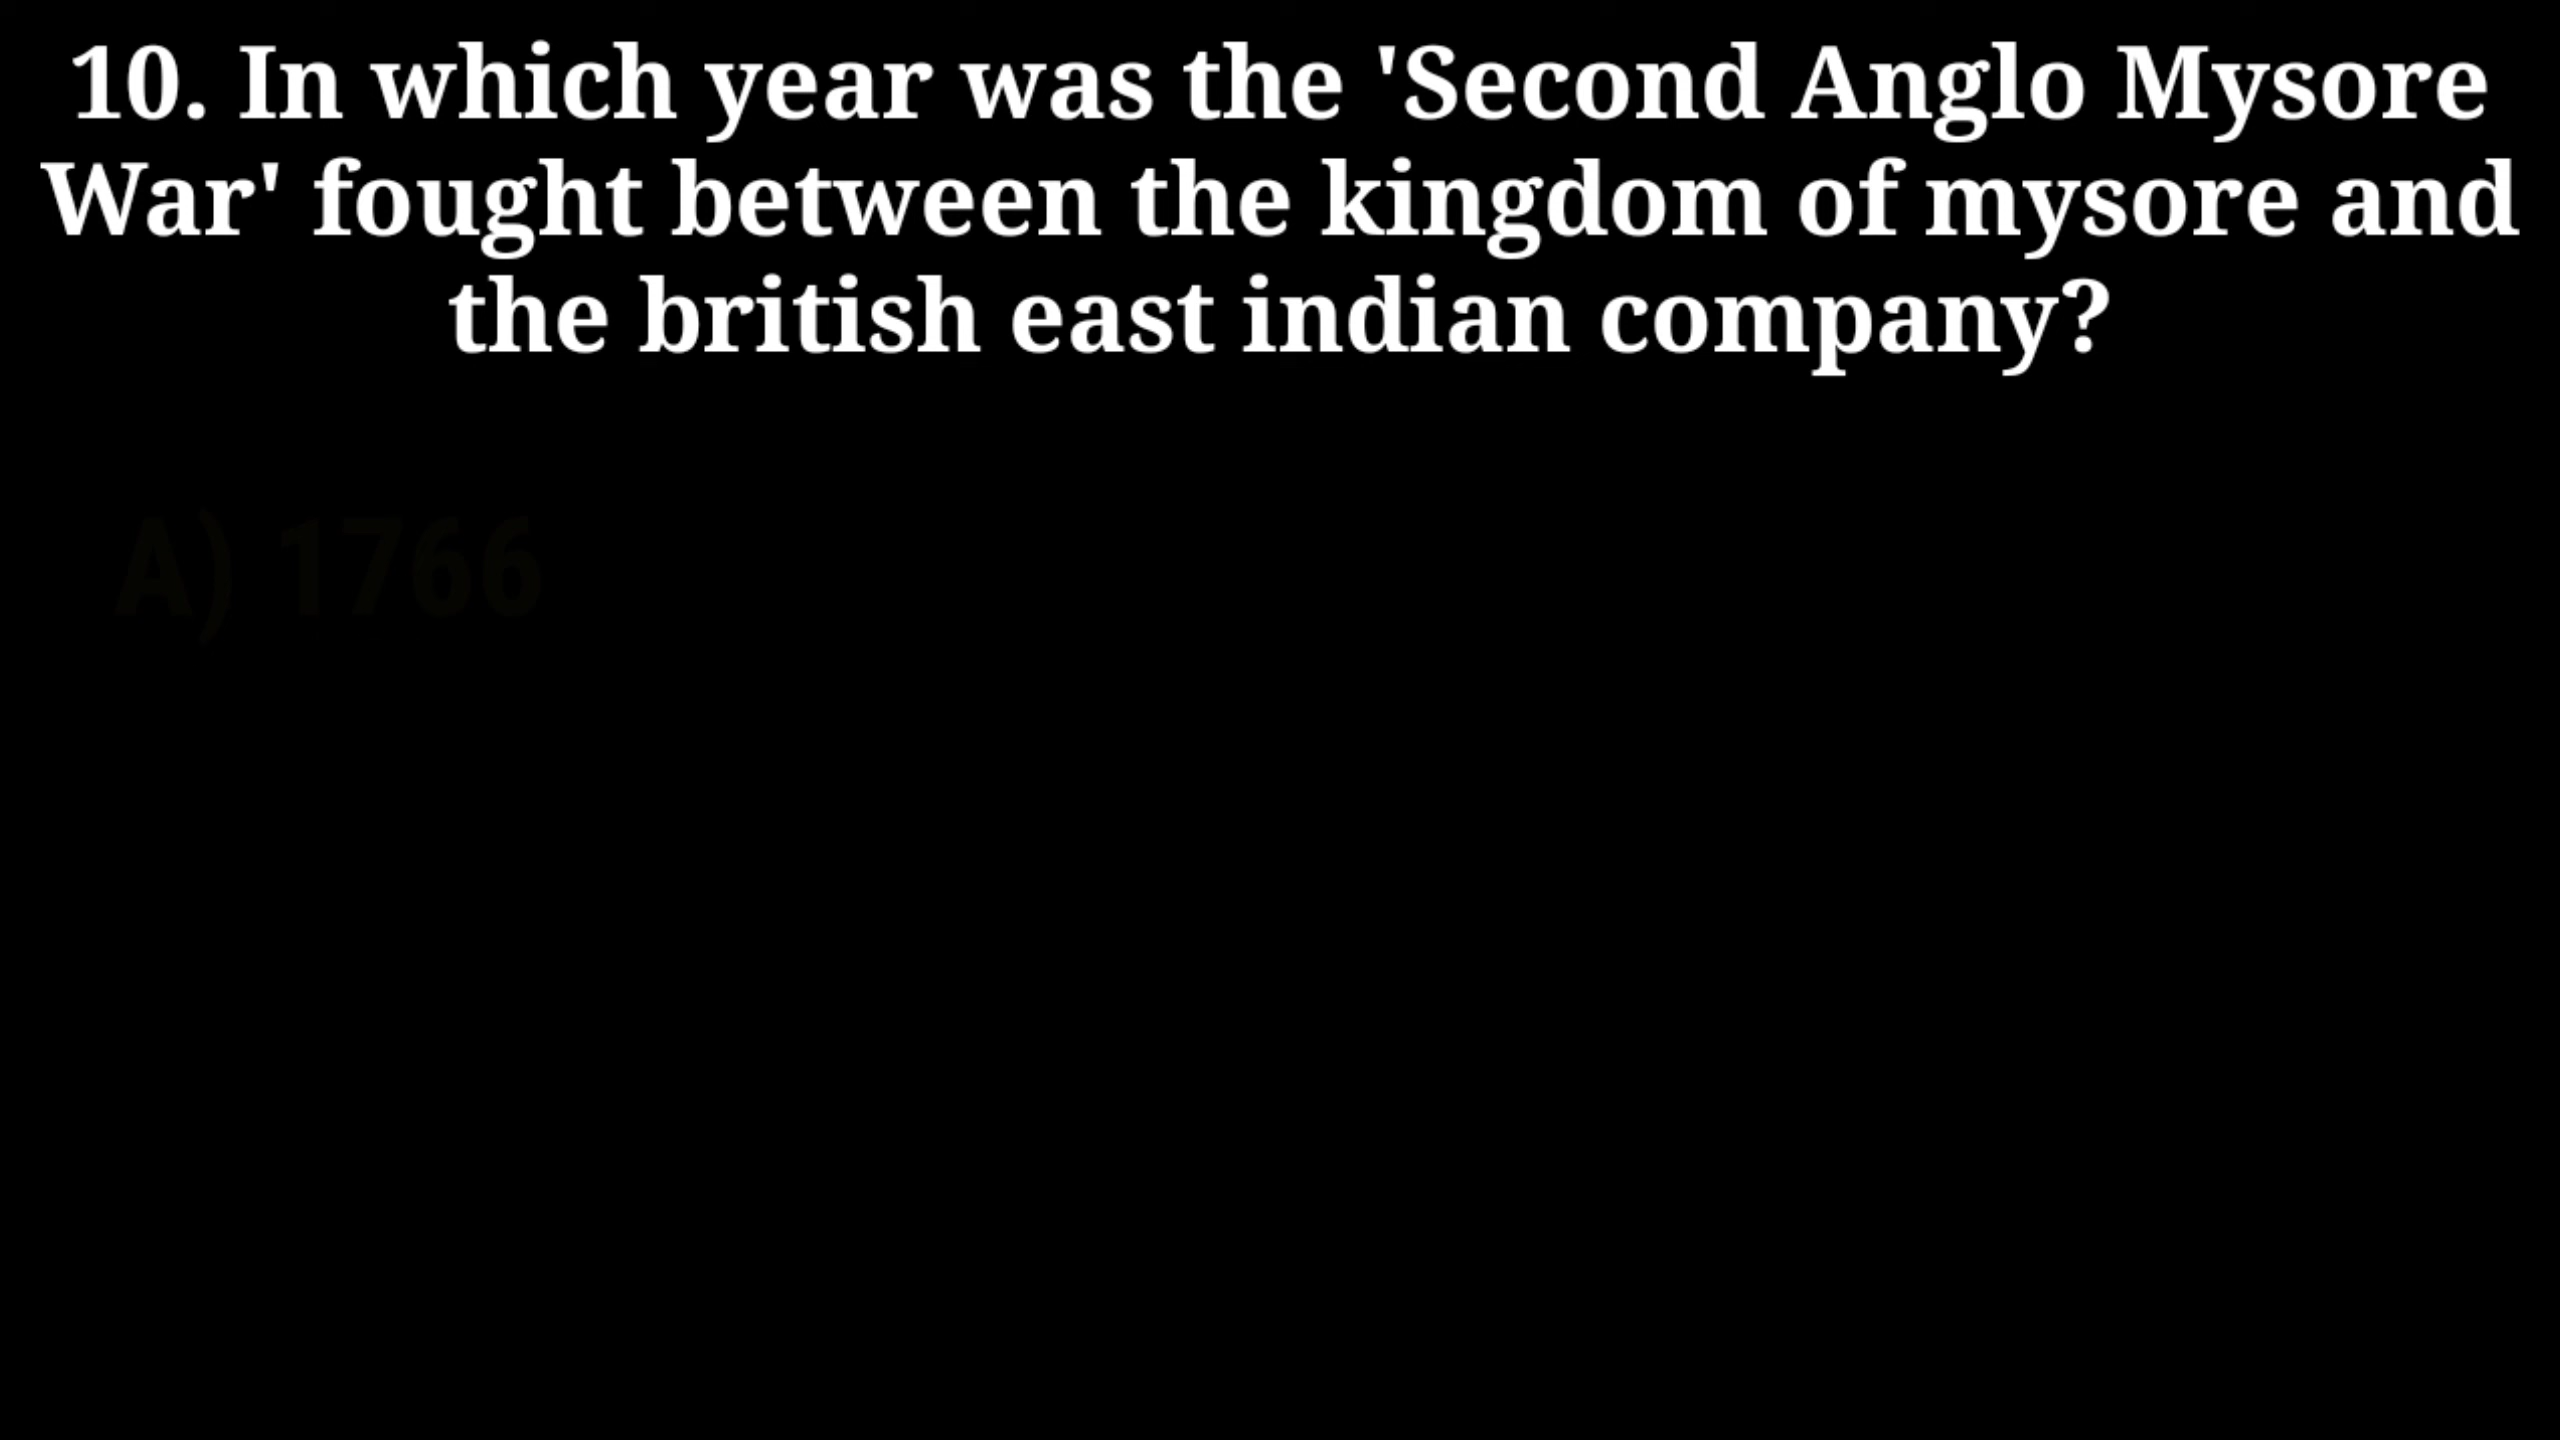 10. In which year was the 'Second Anglo Mysore
War' fought between the kingdom of mysore and
the british east indian company?
A) 1766